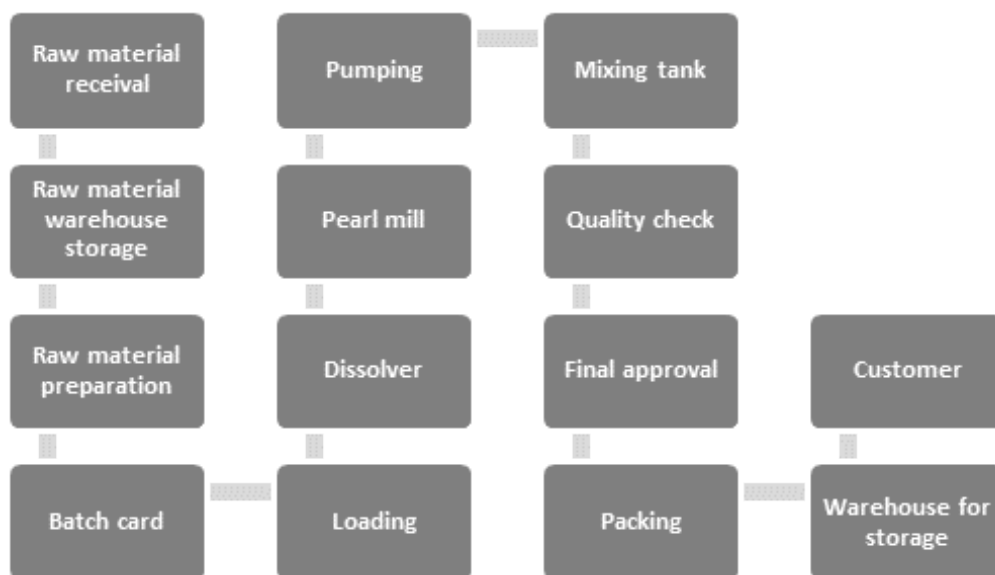 Raw material
receival
Raw material
warehouse
storage
Raw material
preparation
Batch card
Loading
Dissolver
Pearl mill
Pumping
Mixing tank
Quality check
Final approval
Packing
Warehouse for
storage
Customer